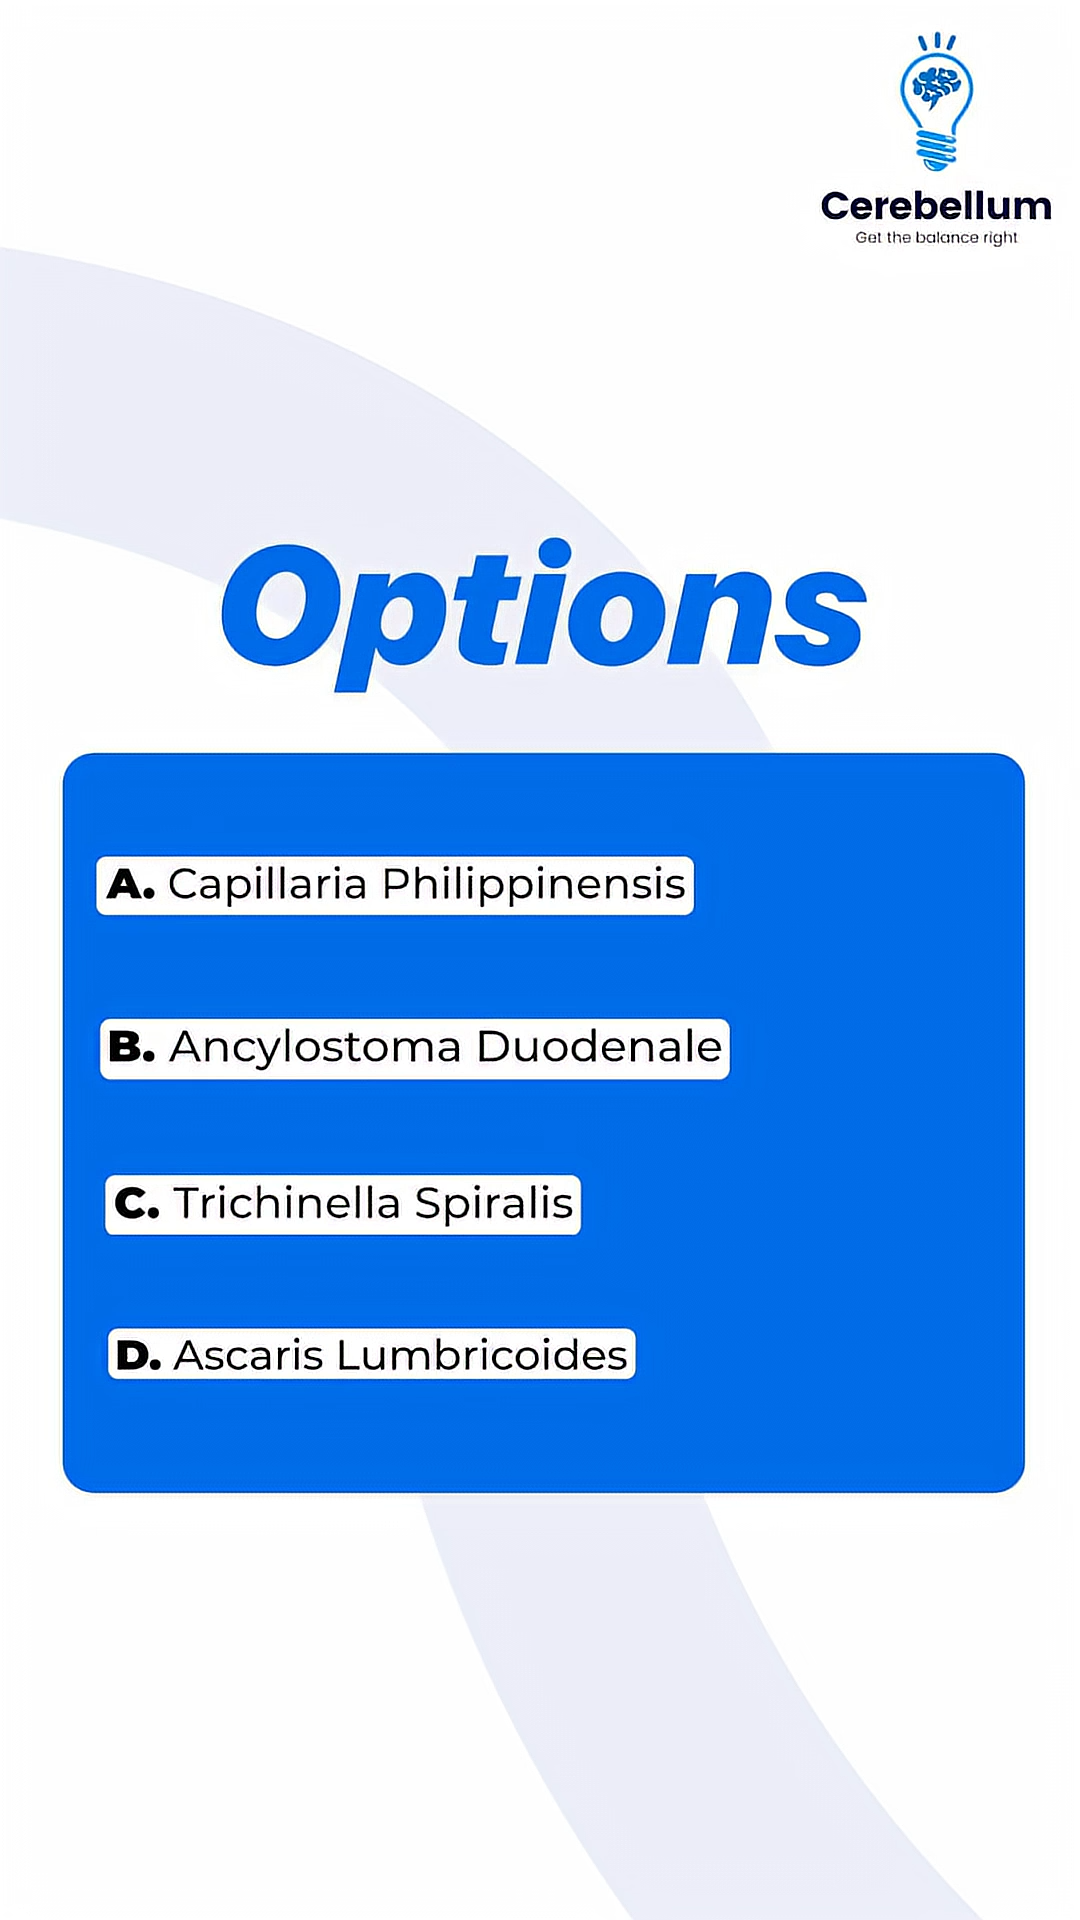 Cerebellum
Get the balance right
Options
A. Capillaria Philippinensis
B. Ancylostoma Duodenale
C. Trichinella Spiralis
D. Ascaris Lumbricoides